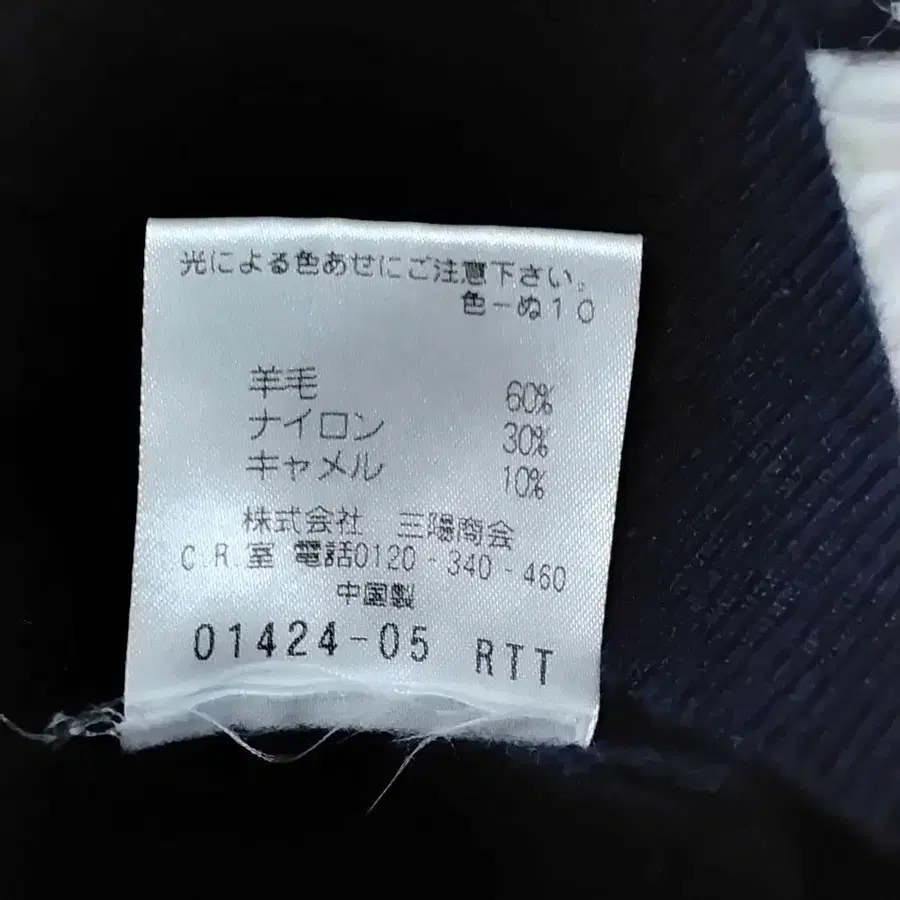 光による色あせにご注意下さい。
色－ぬ１０
羊毛 60%
ナイロン 30%
キャメル 10%
株式会社 三陽商会
C.R.室 電話0120-340-460
中国製
01424-05 RTT